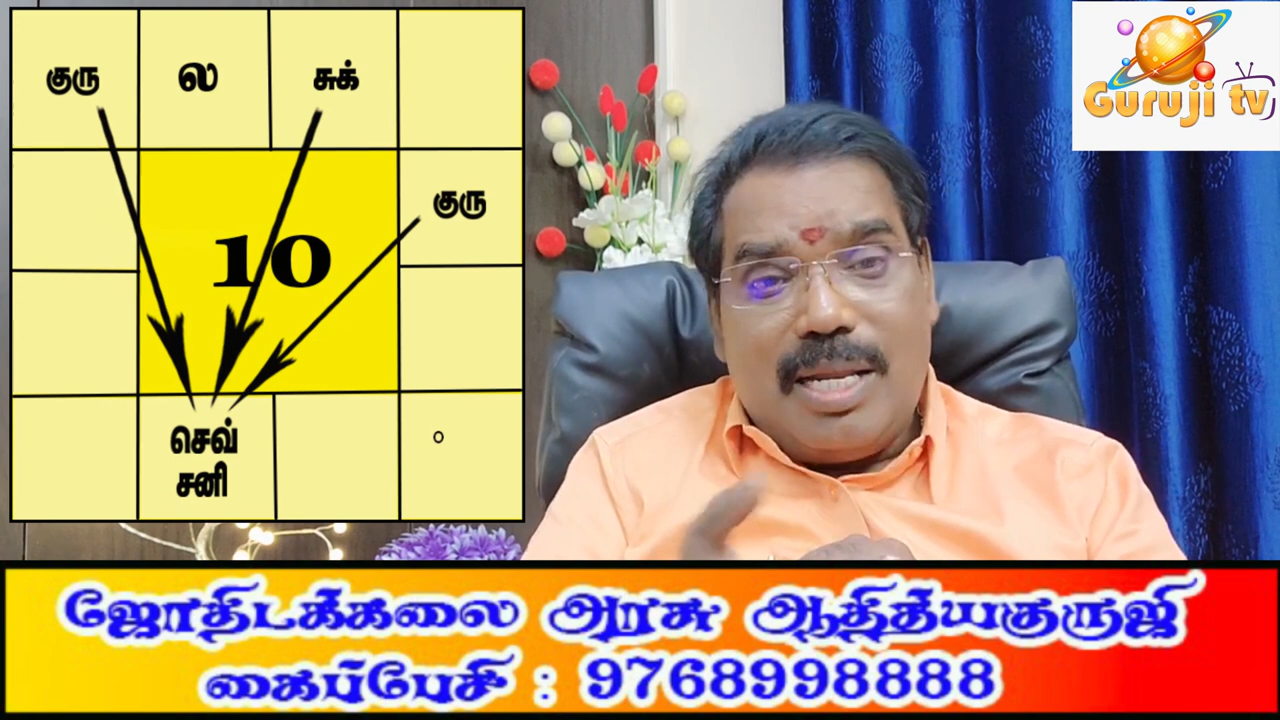 குரு
ல
சுக்
குரு
10
செவ்
சனி
Guruji tv
ஜோதிடக்கலை அரசு ஆதித்யகுருஜி
கைப்பேசி : 9768998888